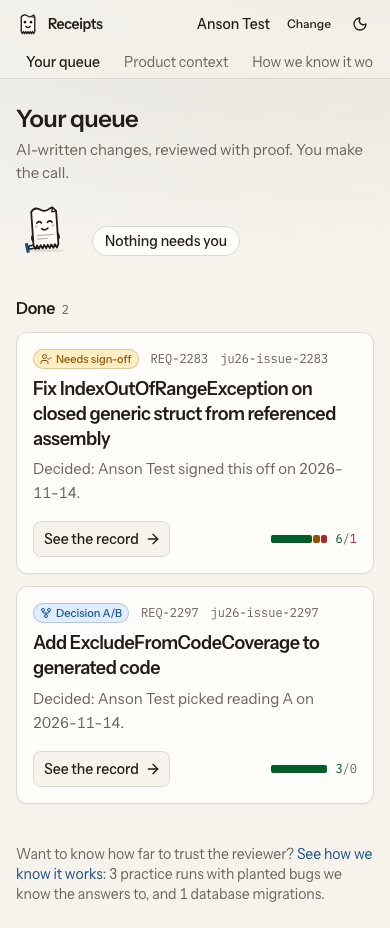 Receipts
Anson Test
Change
Your queue
Product context
How we know it wo
Your queue
AI-written changes, reviewed with proof. You make
the call.
Nothing needs you
Done 2
Needs sign-off REQ-2283 ju26-issue-2283
Fix IndexOutOfRangeException on
closed generic struct from referenced
assembly
Decided: Anson Test signed this off on 2026-
11-14.
See the record → 6/1
Decision A/B REQ-2297 ju26-issue-2297
Add ExcludeFromCodeCoverage to
generated code
Decided: Anson Test picked reading A on
2026-11-14.
See the record → 3/0
Want to know how far to trust the reviewer? See how we
know it works: 3 practice runs with planted bugs we
know the answers to, and 1 database migrations.